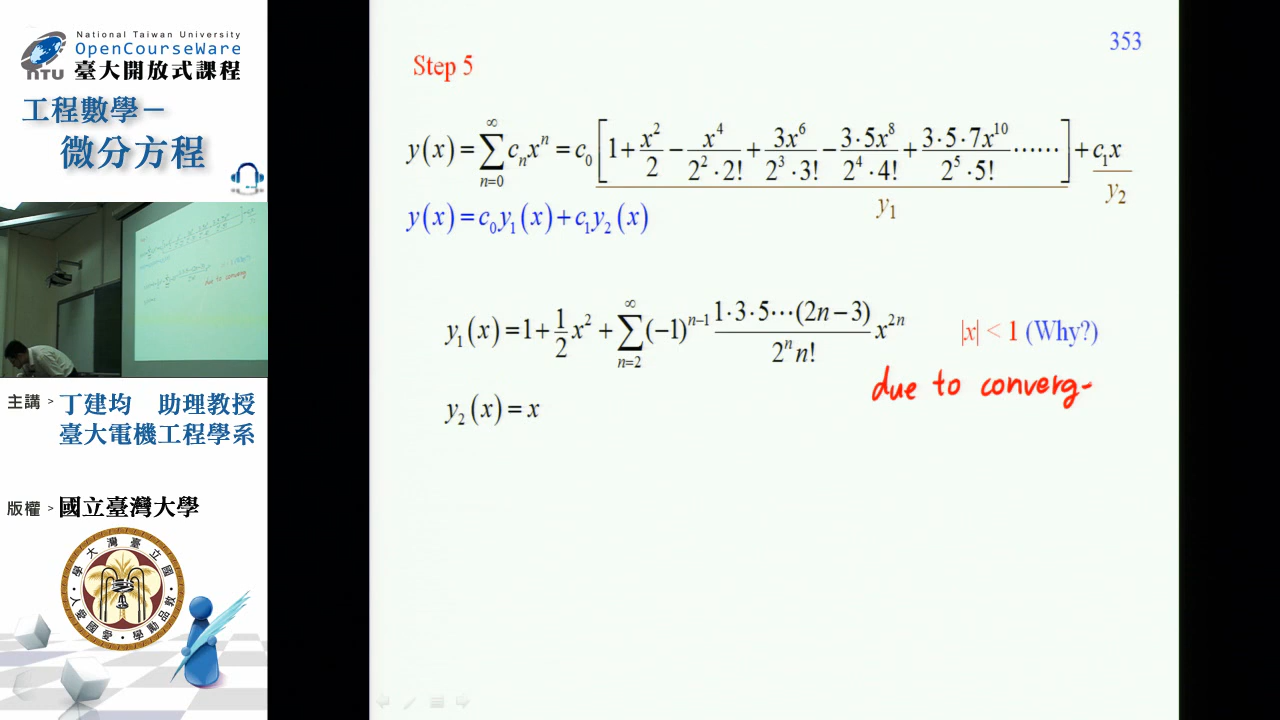 National Taiwan University
OpenCourseWare
臺大開放式課程
NTU
工程數學－
微分方程
主講 > 丁建均 助理教授
臺大電機工程學系
版權 > 國立臺灣大學
353
Step 5
y(x) = ∑_{n=0}^{∞} c_n x^n = c_0 [1 + x^2/2 − x^4/(2^2·2!) + 3x^6/(2^3·3!) − 3·5x^8/(2^4·4!) + 3·5·7x^10/(2^5·5!) ⋯⋯] + c_1x
y_1
y_2
y(x) = c_0y_1(x) + c_1y_2(x)
y_1(x) = 1 + 1/2 x^2 + ∑_{n=2}^{∞} (−1)^{n−1} 1·3·5⋯(2n−3)/(2^n n!) x^{2n} |x| < 1 (Why?)
due to converg-
y_2(x) = x